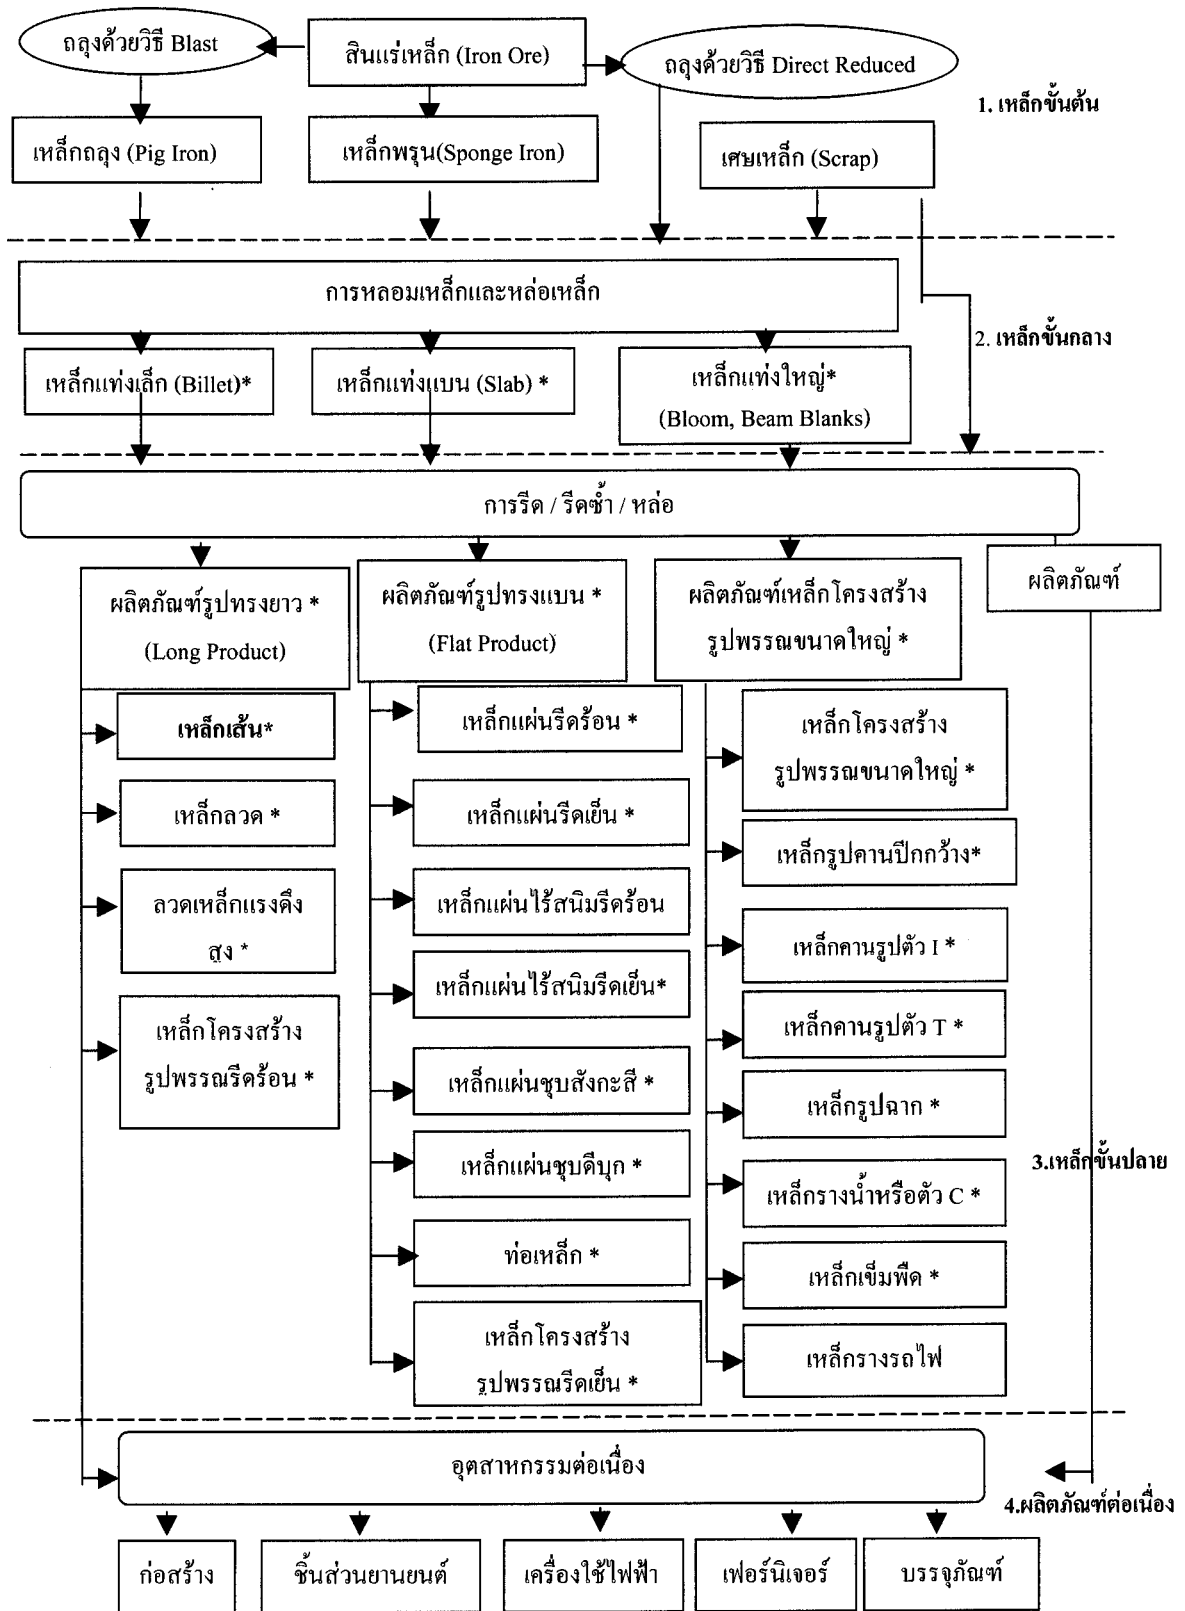 ถลุงด้วยวิธี Blast
สินแร่เหล็ก (Iron Ore)
ถลุงด้วยวิธี Direct Reduced
1. เหล็กขั้นต้น
เหล็กถลุง (Pig Iron)
เหล็กพรุน(Sponge Iron)
เศษเหล็ก (Scrap)
การหลอมเหล็กและหล่อเหล็ก
2. เหล็กขั้นกลาง
เหล็กแท่งเล็ก (Billet)*
เหล็กแท่งแบน (Slab) *
เหล็กแท่งใหญ่*
(Bloom, Beam Blanks)
การรีด / รีดซ้ำ / หล่อ
ผลิตภัณฑ์รูปทรงยาว *
(Long Product)
ผลิตภัณฑ์รูปทรงแบน *
(Flat Product)
ผลิตภัณฑ์เหล็กโครงสร้าง
รูปพรรณขนาดใหญ่ *
ผลิตภัณฑ์
เหล็กเส้น*
เหล็กลวด *
ลวดเหล็กแรงดึง
สูง *
เหล็กโครงสร้าง
รูปพรรณรีดร้อน *
เหล็กแผ่นรีดร้อน *
เหล็กแผ่นรีดเย็น *
เหล็กแผ่นไร้สนิมรีดร้อน
เหล็กแผ่นไร้สนิมรีดเย็น*
เหล็กแผ่นชุบสังกะสี *
เหล็กแผ่นชุบดีบุก *
ท่อเหล็ก *
เหล็กโครงสร้าง
รูปพรรณรีดเย็น *
เหล็กโครงสร้าง
รูปพรรณขนาดใหญ่ *
เหล็กรูปคานปีกกว้าง*
เหล็กคานรูปตัว I *
เหล็กคานรูปตัว T *
เหล็กรูปฉาก *
เหล็กรางน้ำหรือตัว C *
เหล็กเข็มพืด *
เหล็กรางรถไฟ
3.เหล็กขั้นปลาย
อุตสาหกรรมต่อเนื่อง
4.ผลิตภัณฑ์ต่อเนื่อง
ก่อสร้าง
ชิ้นส่วนยานยนต์
เครื่องใช้ไฟฟ้า
เฟอร์นิเจอร์
บรรจุภัณฑ์